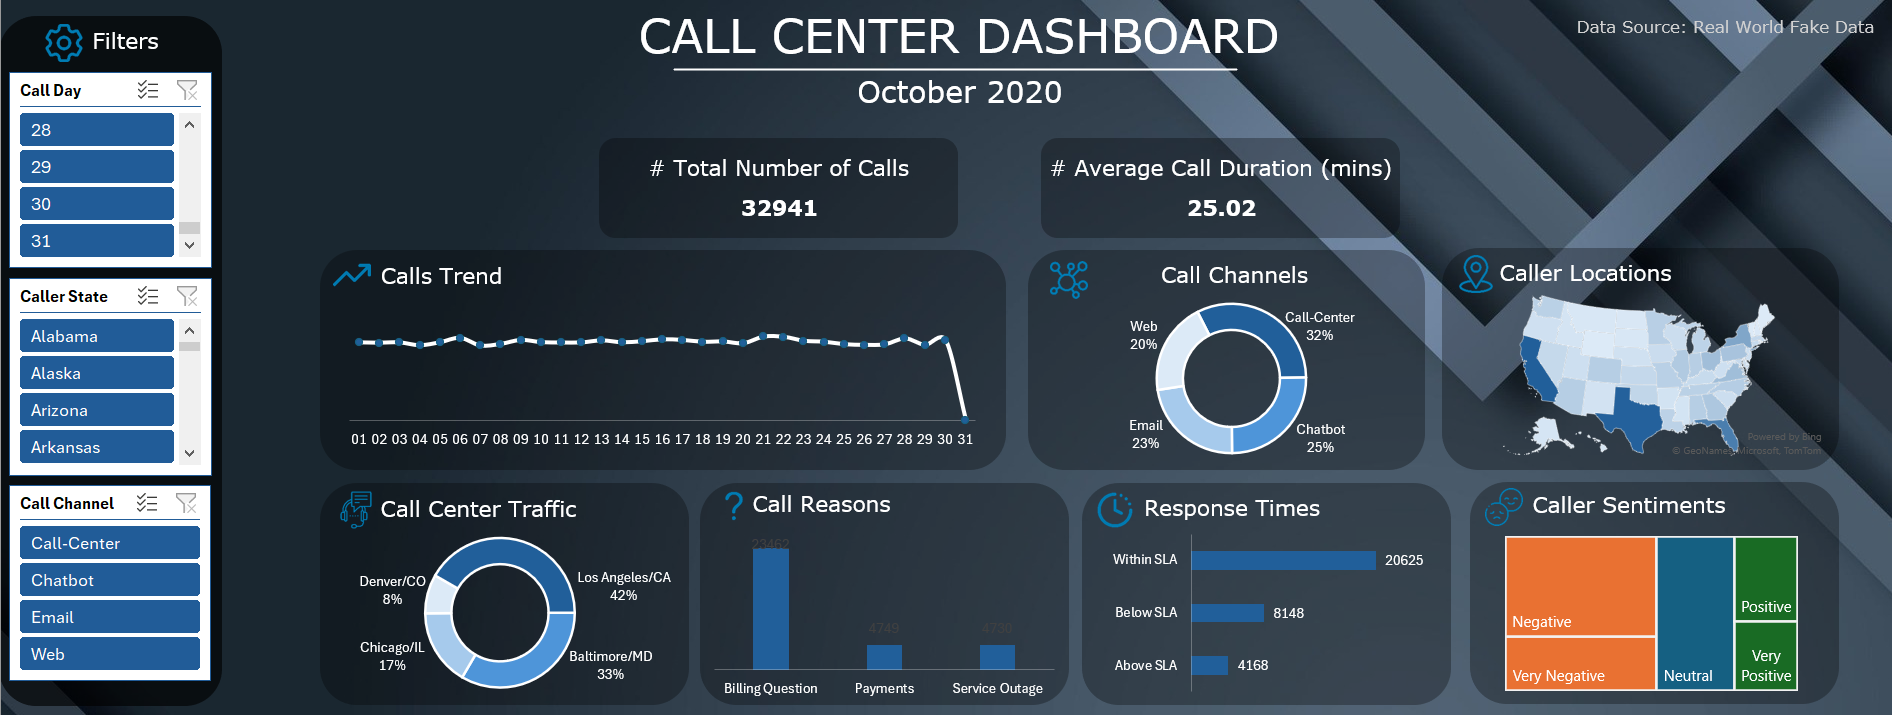 Filters
Call Day
28
29
30
31
Caller State
Alabama
Alaska
Arizona
Arkansas
Call Channel
Call-Center
Chatbot
Email
Web
CALL CENTER DASHBOARD
October 2020
Data Source: Real World Fake Data
# Total Number of Calls
32941
# Average Call Duration (mins)
25.02
Calls Trend
01 02 03 04 05 06 07 08 09 10 11 12 13 14 15 16 17 18 19 20 21 22 23 24 25 26 27 28 29 30 31
Call Channels
Call-Center
32%
Web
20%
Email
23%
Chatbot
25%
Caller Locations
Powered by Bing
© GeoNames, Microsoft, TomTom
Call Center Traffic
Los Angeles/CA
42%
Denver/CO
8%
Chicago/IL
17%
Baltimore/MD
33%
Call Reasons
23462
4749
4730
Billing Question
Payments
Service Outage
Response Times
Within SLA
20625
Below SLA
8148
Above SLA
4168
Caller Sentiments
Negative
Very Negative
Neutral
Positive
Very
Positive